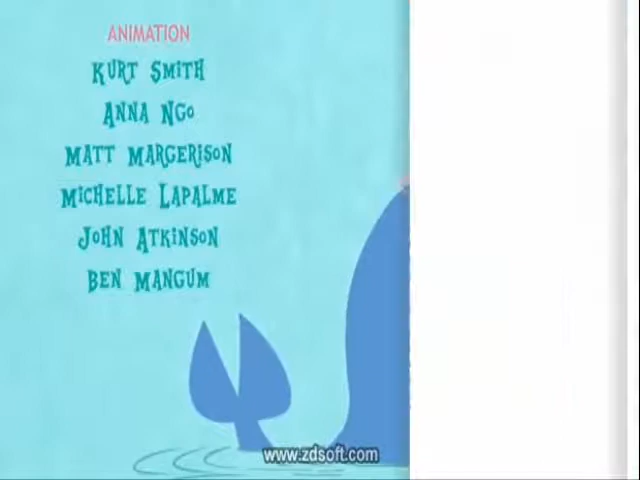 ANIMATION
KURT SMITH
ANNA NGO
MATT MARGERISON
MICHELLE LAPALME
JOHN ATKINSON
BEN MANGUM
www.zdsoft.com